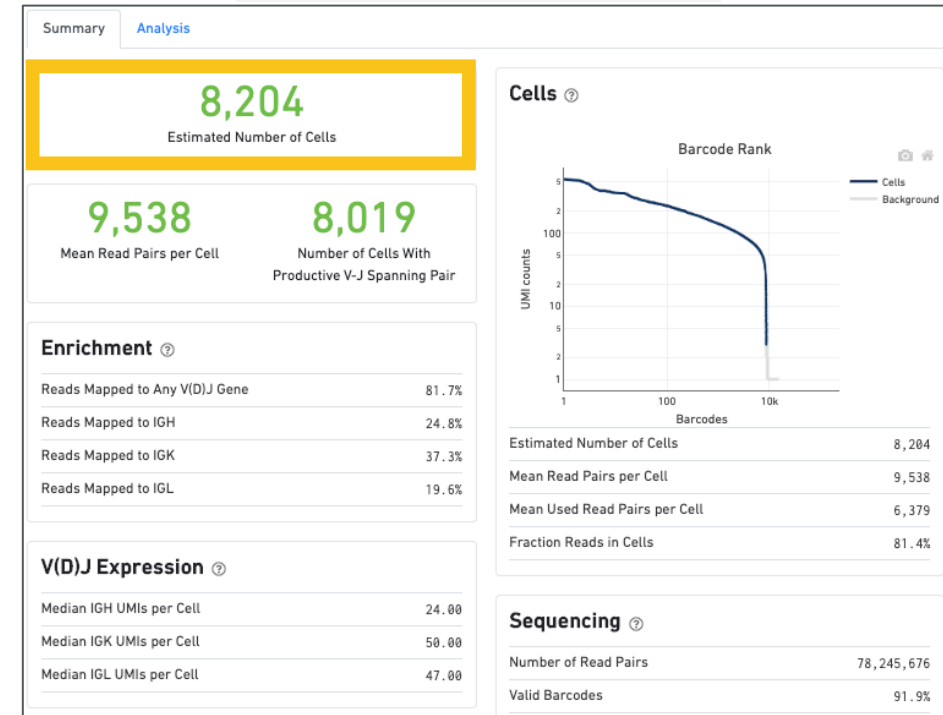 Summary
Analysis
8,204
Estimated Number of Cells
9,538
Mean Read Pairs per Cell
8,019
Number of Cells With
Productive V-J Spanning Pair
Enrichment ?
Reads Mapped to Any V(D)J Gene 81.7%
Reads Mapped to IGH 24.8%
Reads Mapped to IGK 37.3%
Reads Mapped to IGL 19.6%
V(D)J Expression ?
Median IGH UMIs per Cell 24.00
Median IGK UMIs per Cell 50.00
Median IGL UMIs per Cell 47.00
Cells ?
Barcode Rank
Cells
Background
UMI counts
5
2
100
5
2
10
5
2
1
1
100
10k
Barcodes
Estimated Number of Cells 8,204
Mean Read Pairs per Cell 9,538
Mean Used Read Pairs per Cell 6,379
Fraction Reads in Cells 81.4%
Sequencing ?
Number of Read Pairs 78,245,676
Valid Barcodes 91.9%